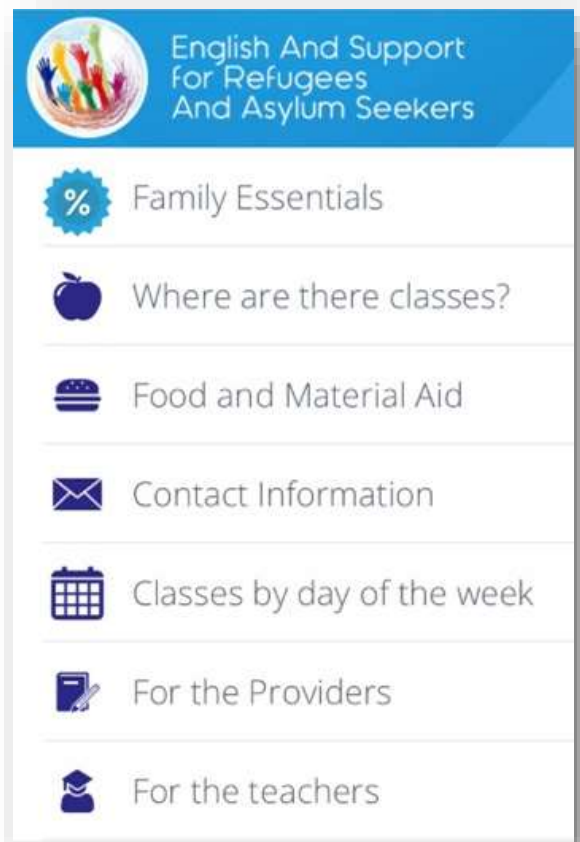 English And Support
for Refugees
And Asylum Seekers
%
Family Essentials
Where are there classes?
Food and Material Aid
Contact Information
Classes by day of the week
For the Providers
For the teachers